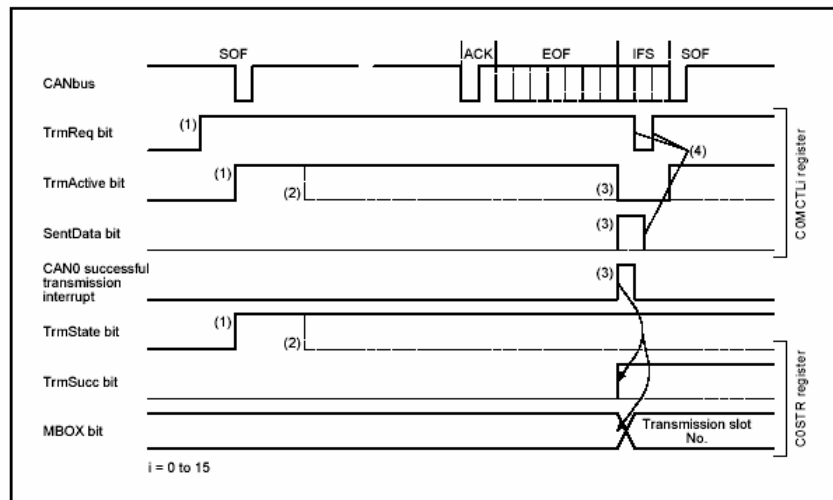 SOF ACK EOF IFS SOF
CANbus
TrmReq bit (1) (4)
TrmActive bit (1) (2) (3)
SentData bit (3)
CAN0 successful
transmission
interrupt
(3)
TrmState bit (1) (2)
TrmSucc bit
MBOX bit Transmission slot
No.
i = 0 to 15
C0MCTLi register
C0STR register